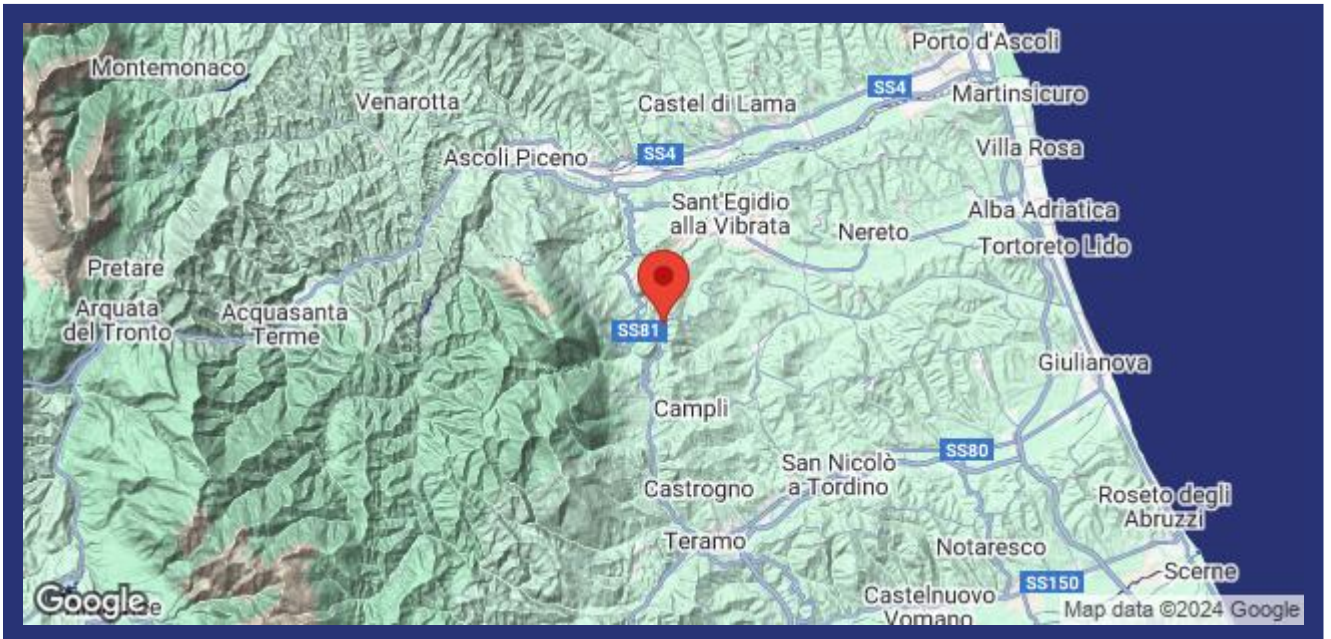 Porto d'Ascoli
Montemonaco
SS4
Martinsicuro
Venarotta
Castel di Lama
Villa Rosa
Ascoli Piceno
SS4
Sant'Egidio
alla Vibrata
Alba Adriatica
Nereto
Tortoreto Lido
Pretare
Arquata
del Tronto
Acquasanta
Terme
SS81
Giulianova
Campli
SS80
San Nicolò
a Tordino
Castrogno
Roseto degli
Abruzzi
Teramo
Notaresco
Scerne
SS150
Castelnuovo
Vomano
Google
Map data ©2024 Google